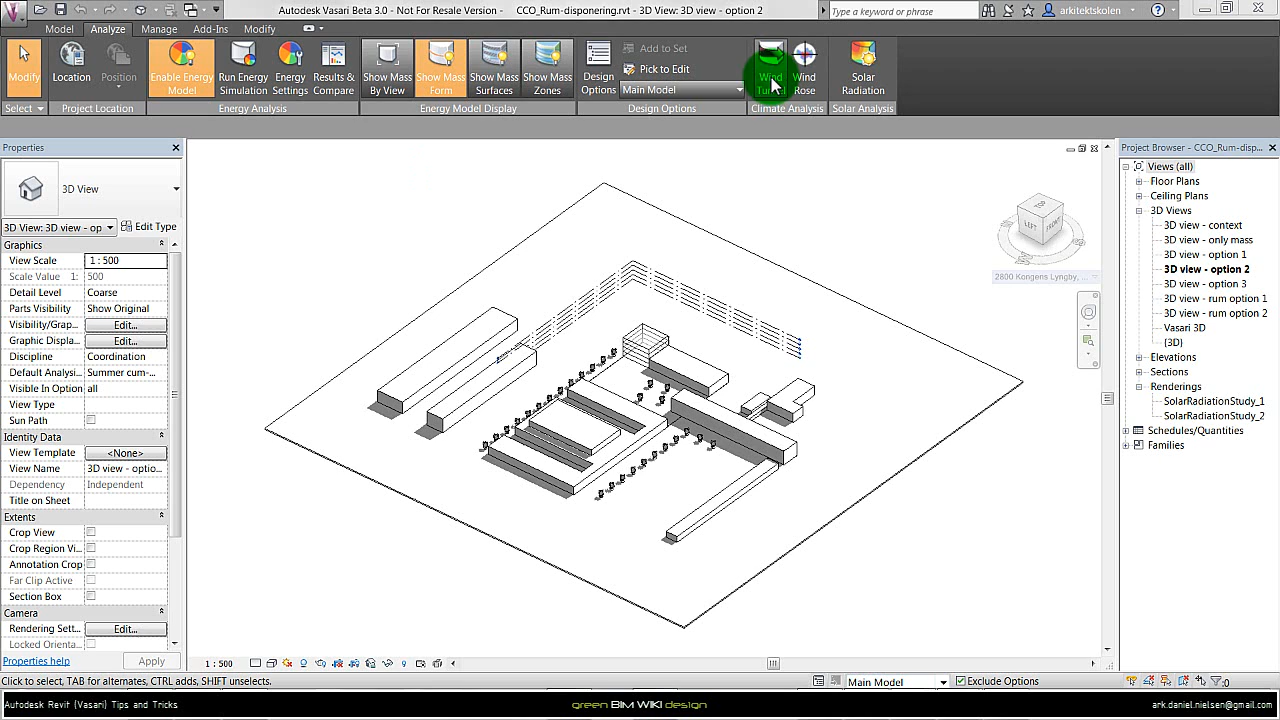 Autodesk Vasari Beta 3.0 - Not For Resale Version - CCO_Rum-disponering.rvt - 3D View: 3D view - option 2
Type a keyword or phrase
arkitektskolen
Home Analyze Manage Add-Ins Modify
Modify
Location
Position
Enable Energy Model
Run Energy Simulation
Energy Settings
Results & Compare
Show Mass By View
Show Mass Form
Show Mass Surfaces
Show Mass Zones
Design Options
Add to Set
Pick to Edit
Main Model
Wind Tunnel
Wind Rose
Solar Radiation
Select
Project Location
Energy Analysis
Energy Model Display
Design Options
Climate Analysis
Solar Analysis
Properties
3D View
3D View: 3D view - op
Edit Type
Graphics
View Scale 1 : 500
Scale Value 1: 500
Detail Level Coarse
Parts Visibility Show Original
Visibility/Grap... Edit...
Graphic Displa... Edit...
Discipline Coordination
Default Analysi... Summer cum-...
Visible In Option all
View Type
Sun Path
Identity Data
View Template <None>
View Name 3D view - optio...
Dependency Independent
Title on Sheet
Extents
Crop View
Crop Region Vi...
Annotation Crop
Far Clip Active
Section Box
Camera
Rendering Sett... Edit...
Locked Orienta...
Properties help
Apply
LEFT
FRONT
2800 Kongens Lyngby, ...
Project Browser - CCO_Rum-disp...
Views (all)
Floor Plans
Ceiling Plans
3D Views
3D view - context
3D view - only mass
3D view - option 1
3D view - option 2
3D view - option 3
3D view - rum option 1
3D view - rum option 2
Vasari 3D
{3D}
Elevations
Sections
Renderings
SolarRadiationStudy_1
SolarRadiationStudy_2
Schedules/Quantities
Families
1 : 500
Click to select, TAB for alternates, CTRL adds, SHIFT unselects.
Main Model
Exclude Options
:0
Autodesk Revit (Vasari) Tips and Tricks
green BIM WIKI design
ark.daniel.nielsen@gmail.com